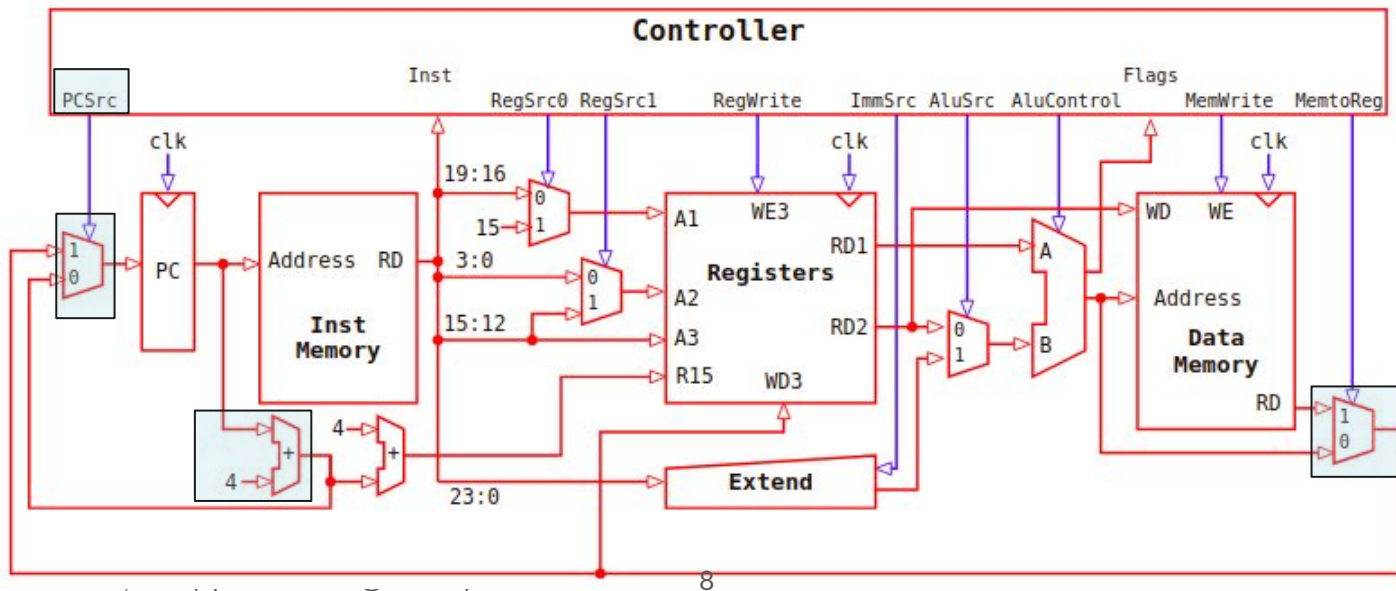 Controller
Inst Flags
PCSrc RegSrc0 RegSrc1 RegWrite ImmSrc AluSrc AluControl MemWrite MemtoReg
clk clk clk
19:16 0 WE3 WD WE
15 1 A1
1 PC Address RD 3:0 0 Registers RD1 A
0 1 A2 Address
Inst 15:12 RD2 0 Data
Memory A3 1 B Memory
R15 WD3
RD 1
4 + 0
4 + Extend
23:0
8